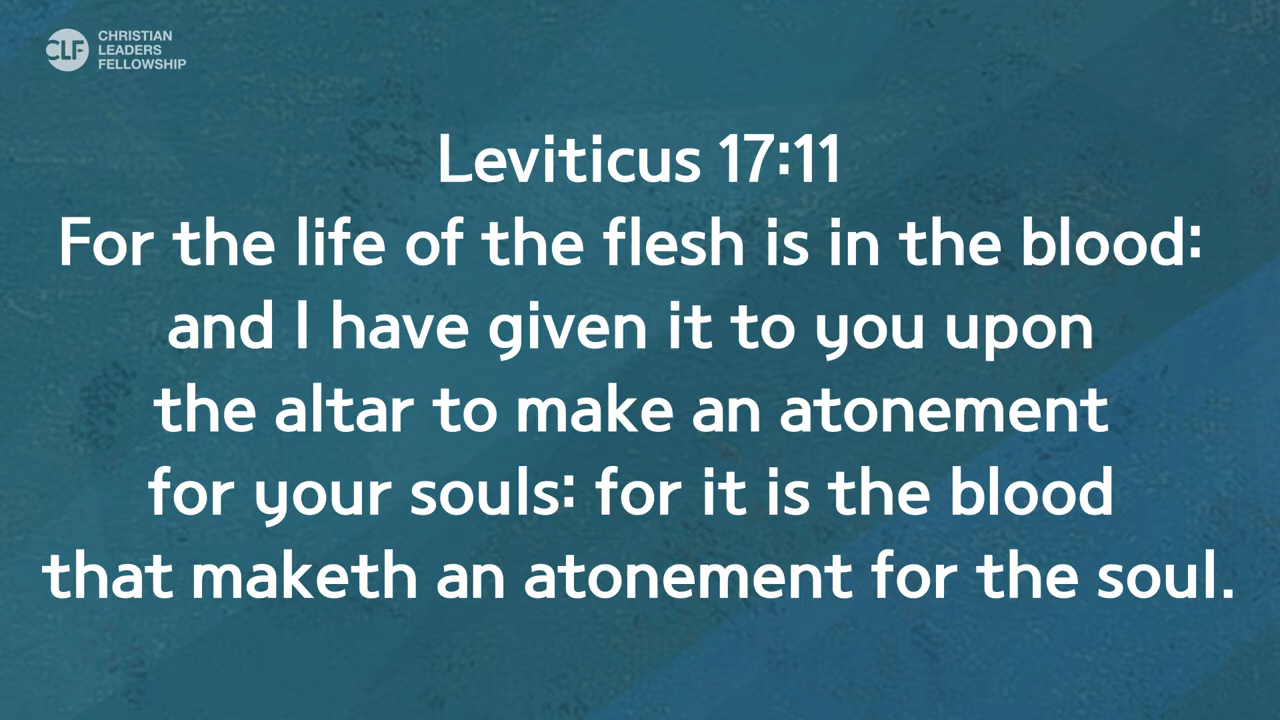 CLF
CHRISTIAN
LEADERS
FELLOWSHIP
Leviticus 17:11
For the life of the flesh is in the blood:
and I have given it to you upon
the altar to make an atonement
for your souls: for it is the blood
that maketh an atonement for the soul.